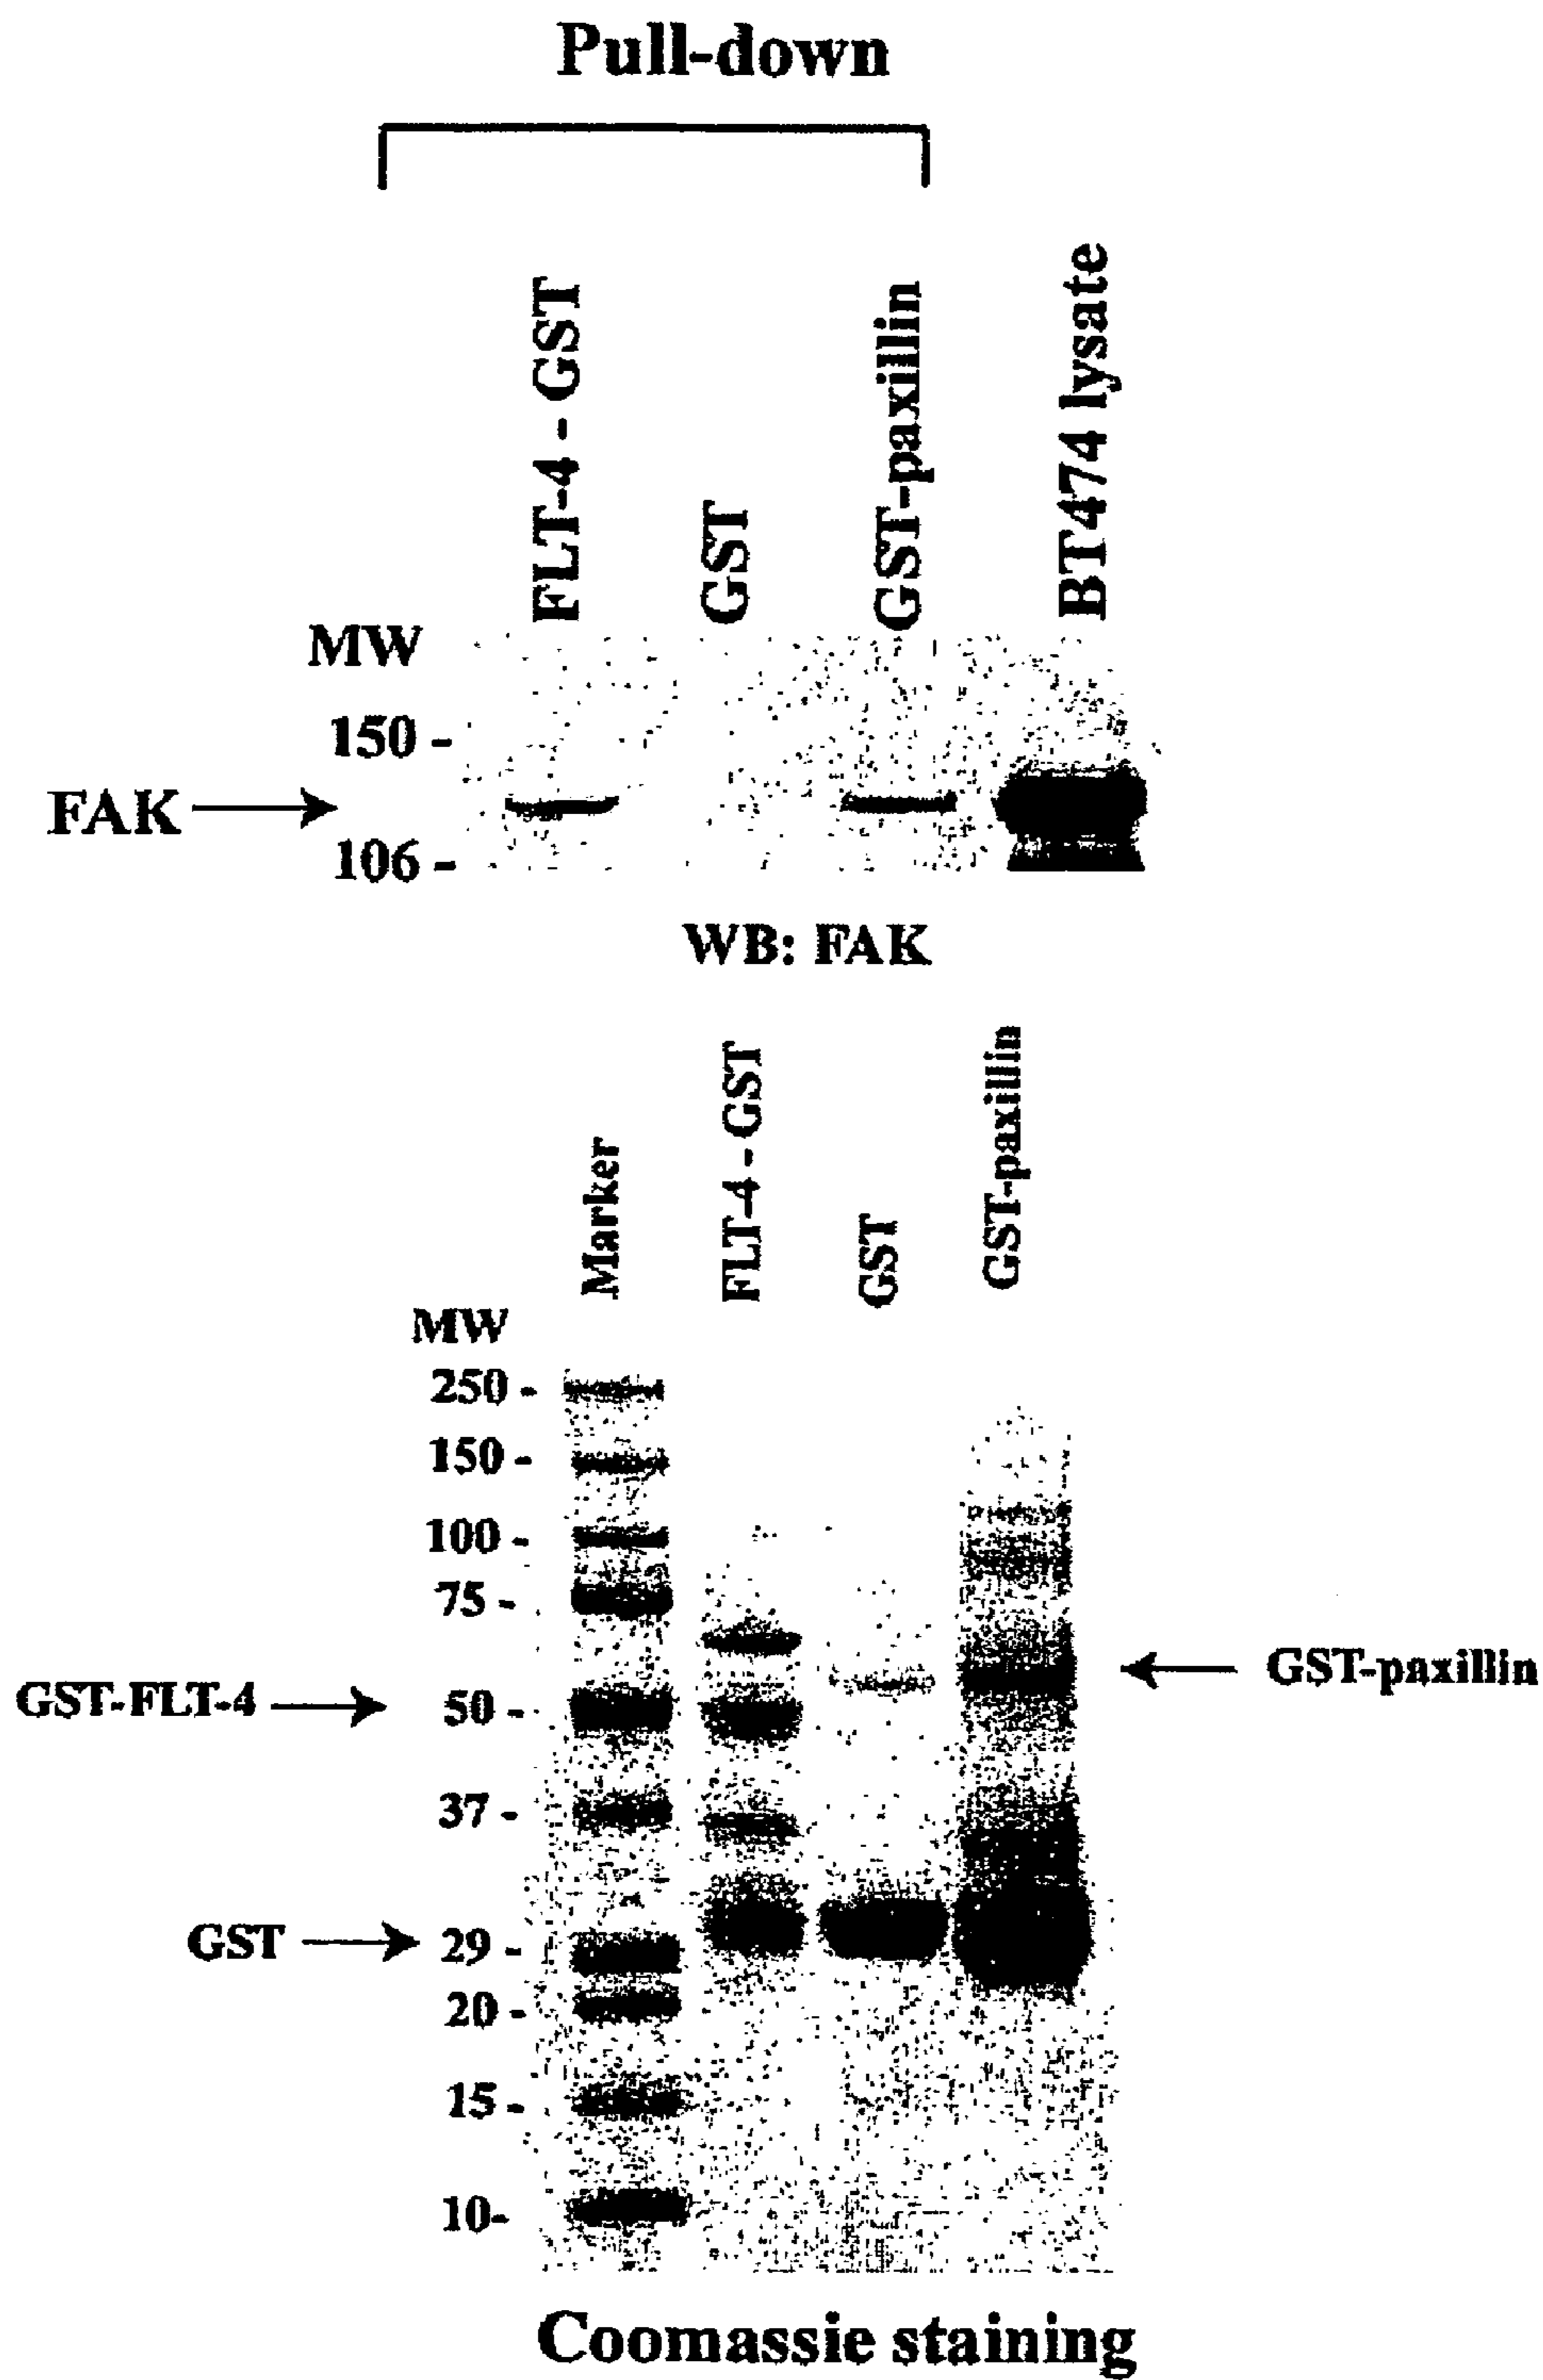 Pull-down
FLT-4 - GST
GST
GST-paxillin
BT474 lysate
MW
150 -
FAK
106 -
WB: FAK
Marker
FLT-4 - GST
GST
GST-paxillin
MW
250 -
150 -
100 -
75 -
GST-paxillin
GST-FLT-4
50 -
37 -
GST
29 -
20 -
15 -
10-
Coomassie staining